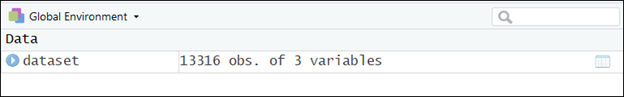 Global Environment
Data
dataset 13316 obs. of 3 variables